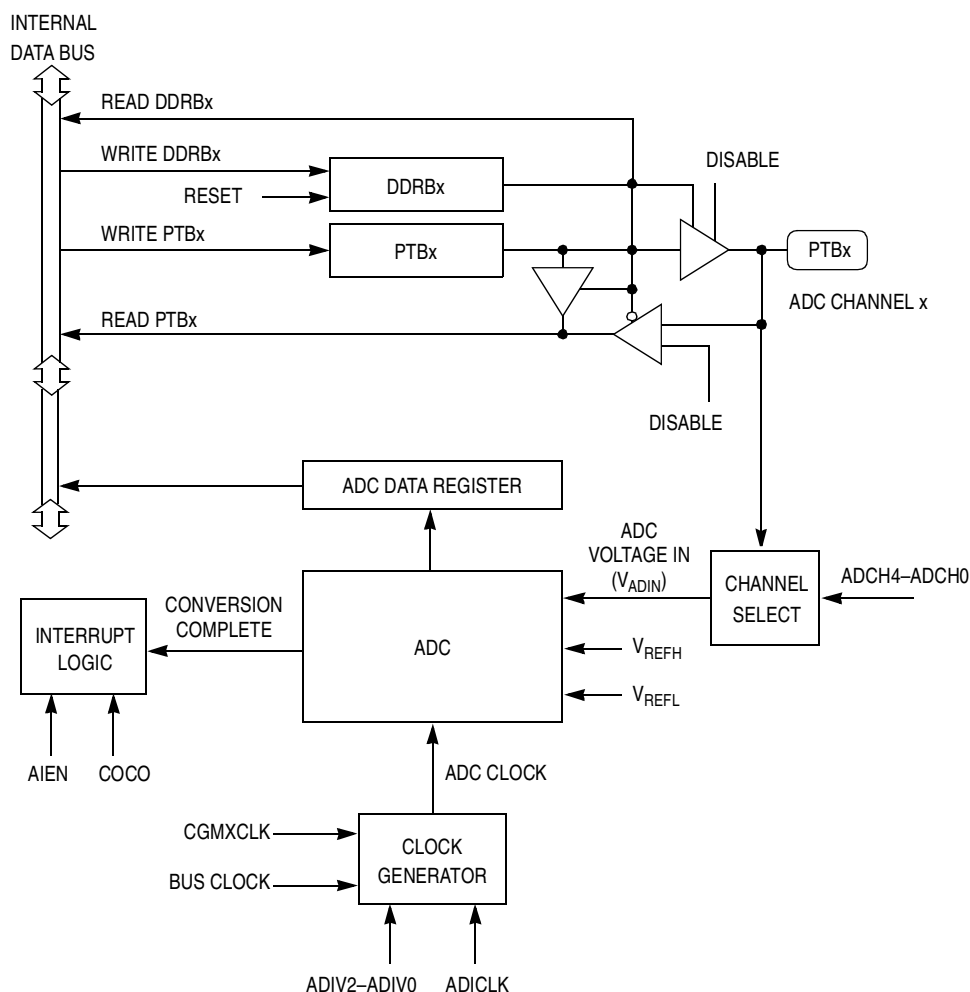 INTERNAL
DATA BUS
READ DDRBx
WRITE DDRBx
DISABLE
RESET
DDRBx
WRITE PTBx
PTBx
PTBx
ADC CHANNEL x
READ PTBx
DISABLE
ADC DATA REGISTER
ADC
VOLTAGE IN
(VADIN)
CHANNEL
SELECT
ADCH4–ADCH0
CONVERSION
COMPLETE
INTERRUPT
LOGIC
ADC
VREFH
VREFL
AIEN
COCO
ADC CLOCK
CGMXCLK
CLOCK
GENERATOR
BUS CLOCK
ADIV2–ADIV0
ADICLK